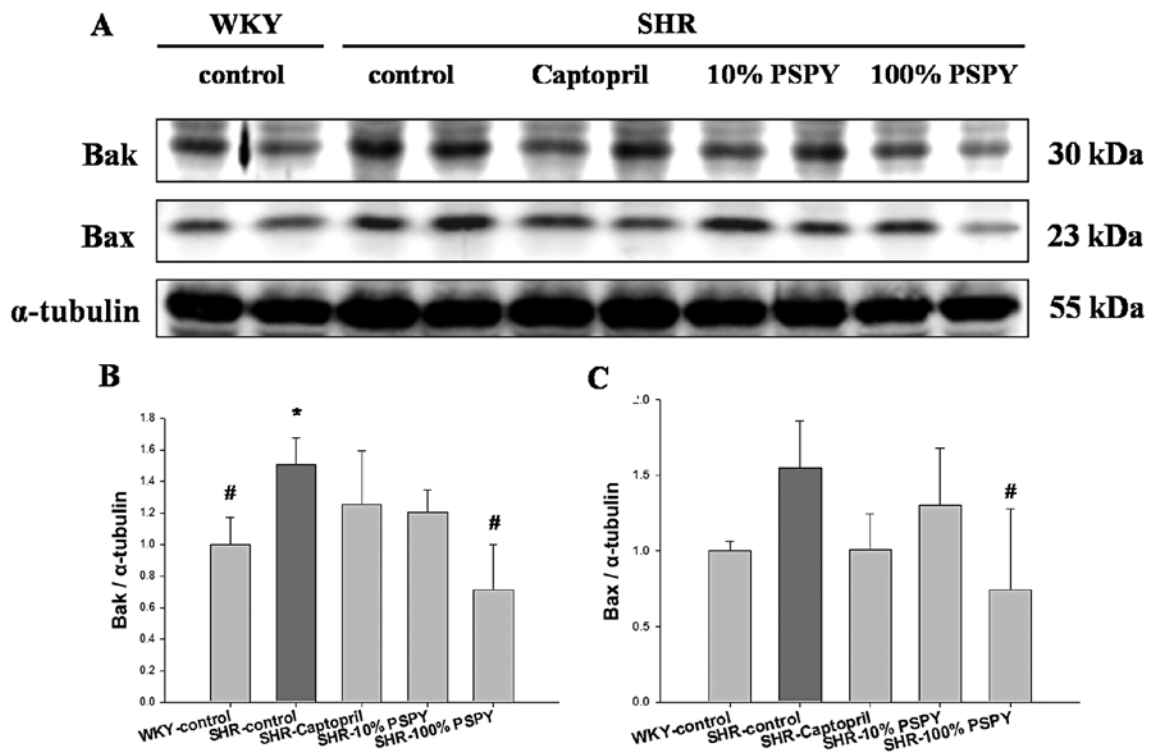 A WKY SHR
control control Captopril 10% PSPY 100% PSPY
Bak 30 kDa
Bax 23 kDa
α-tubulin 55 kDa
B
Bak / α-tubulin
1.8
1.6
1.4
1.2
1.0
0.8
0.6
0.4
0.2
0.0
#
*
#
WKY-control
SHR-control
SHR-Captopril
SHR-10% PSPY
SHR-100% PSPY
C
Bax / α-tubulin
2.0
1.5
1.0
0.5
0.0
#
WKY-control
SHR-control
SHR-Captopril
SHR-10% PSPY
SHR-100% PSPY